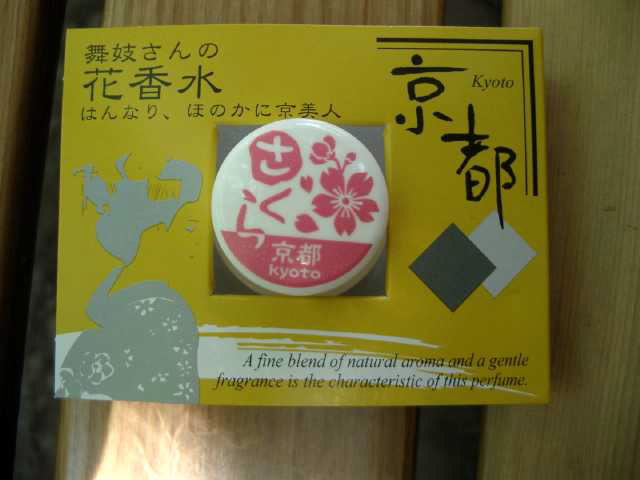 舞妓さんの
花香水
はんなり、ほのかに京美人
京都
Kyoto
さくら
京都
kyoto
A fine blend of natural aroma and a gentle
fragrance is the characteristic of this perfume.